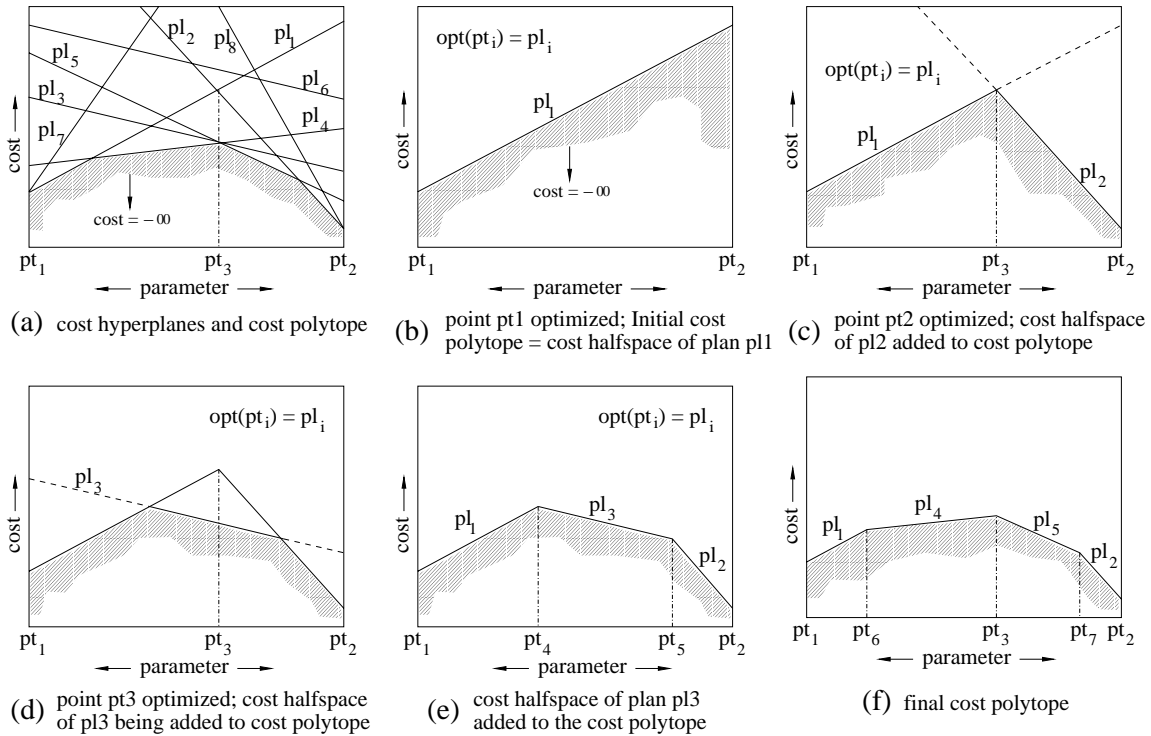 pl₂
pl₈
pl₁
pl₅
pl₆
pl₃
pl₄
pl₇
cost
cost = −oo
pt₁
pt₃
pt₂
parameter
(a) cost hyperplanes and cost polytope
opt(ptᵢ) = plᵢ
pl₁
cost
cost = −oo
pt₁
pt₂
parameter
(b) point pt1 optimized; Initial cost
polytope = cost halfspace of plan pl1
opt(ptᵢ) = plᵢ
pl₁
pl₂
cost
pt₁
pt₃
pt₂
parameter
(c) point pt2 optimized; cost halfspace
of pl2 added to cost polytope
opt(ptᵢ) = plᵢ
pl₃
cost
pt₁
pt₃
pt₂
parameter
(d) point pt3 optimized; cost halfspace
of pl3 being added to cost polytope
opt(ptᵢ) = plᵢ
pl₁
pl₃
pl₂
cost
pt₁
pt₄
pt₅
pt₂
parameter
(e) cost halfspace of plan pl3
added to the cost polytope
pl₁
pl₄
pl₅
pl₂
cost
pt₁
pt₆
pt₃
pt₇
pt₂
parameter
(f) final cost polytope